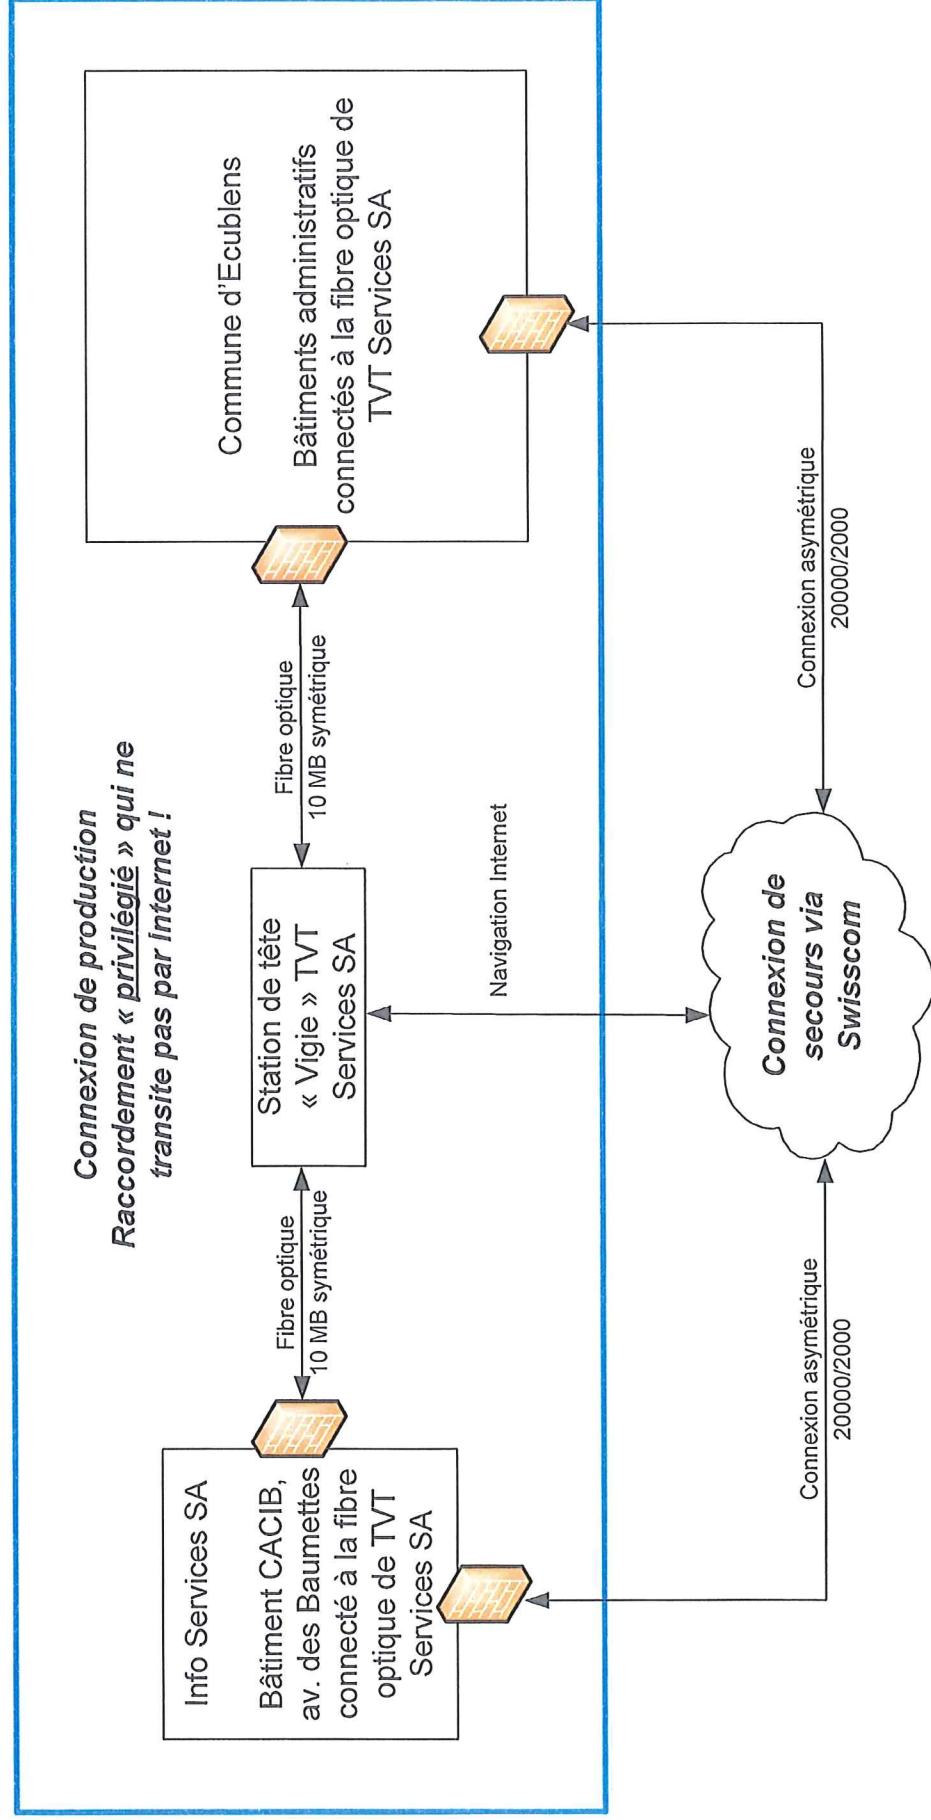 Connexion de production
Raccordement « privilégié » qui ne
transite pas par Internet !
Info Services SA
Bâtiment CACIB,
av. des Baumettes
connecté à la fibre
optique de TVT
Services SA
Fibre optique
10 MB symétrique
Station de tête
« Vigie » TVT
Services SA
Fibre optique
10 MB symétrique
Commune d'Ecublens
Bâtiments administratifs
connectés à la fibre optique de
TVT Services SA
Navigation Internet
Connexion asymétrique
20000/2000
Connexion de
secours via
Swisscom
Connexion asymétrique
20000/2000